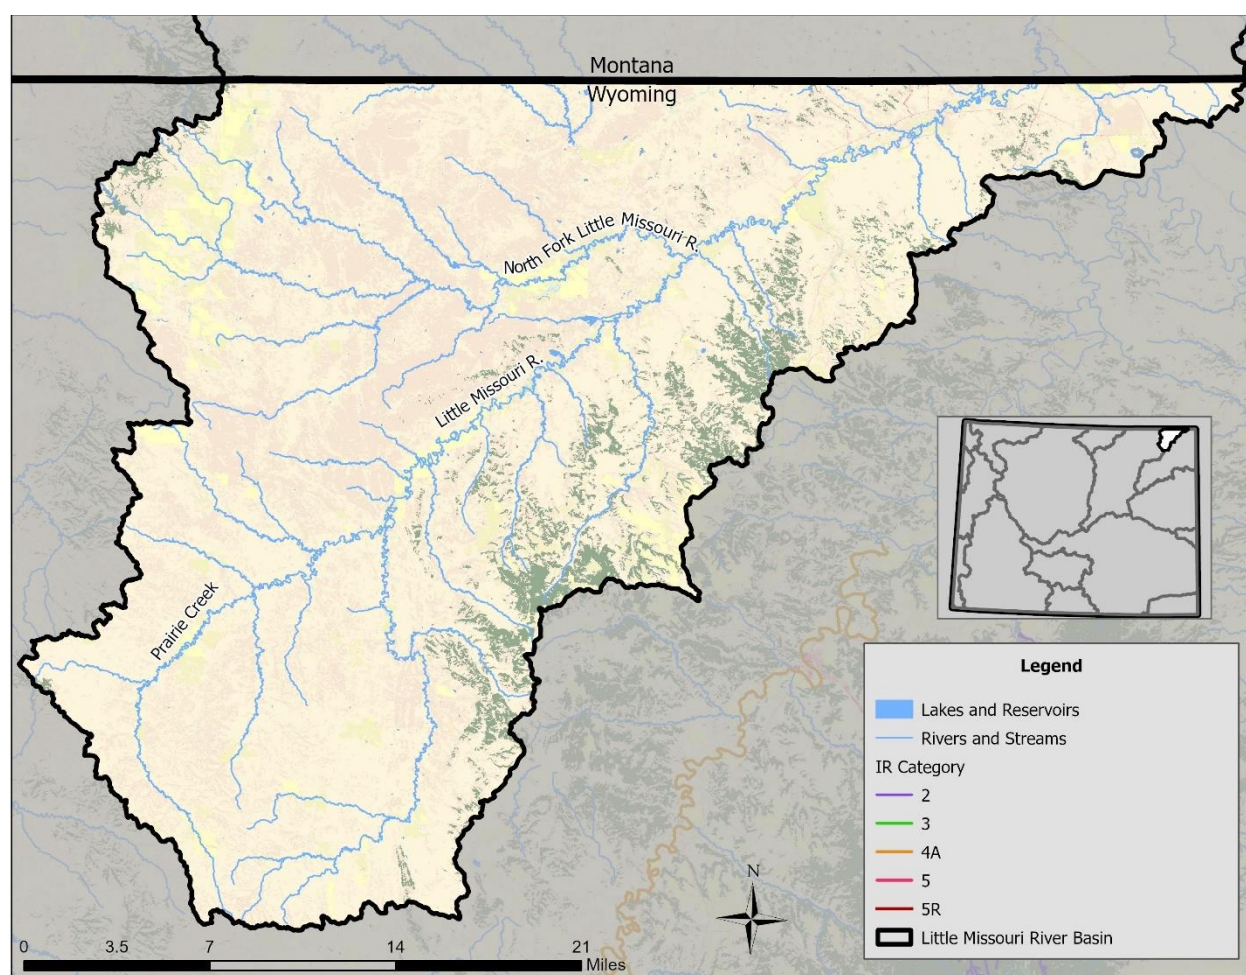 Montana
Wyoming
North Fork Little Missouri R.
Little Missouri R.
Prairie Creek
Legend
Lakes and Reservoirs
Rivers and Streams
IR Category
2
3
4A
5
5R
Little Missouri River Basin
N
0 3.5 7 14 21
Miles